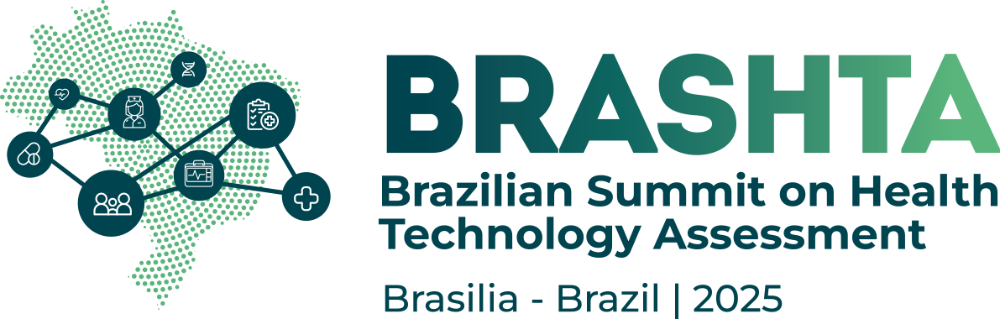 BRASHTA
Brazilian Summit on Health
Technology Assessment
Brasilia - Brazil | 2025